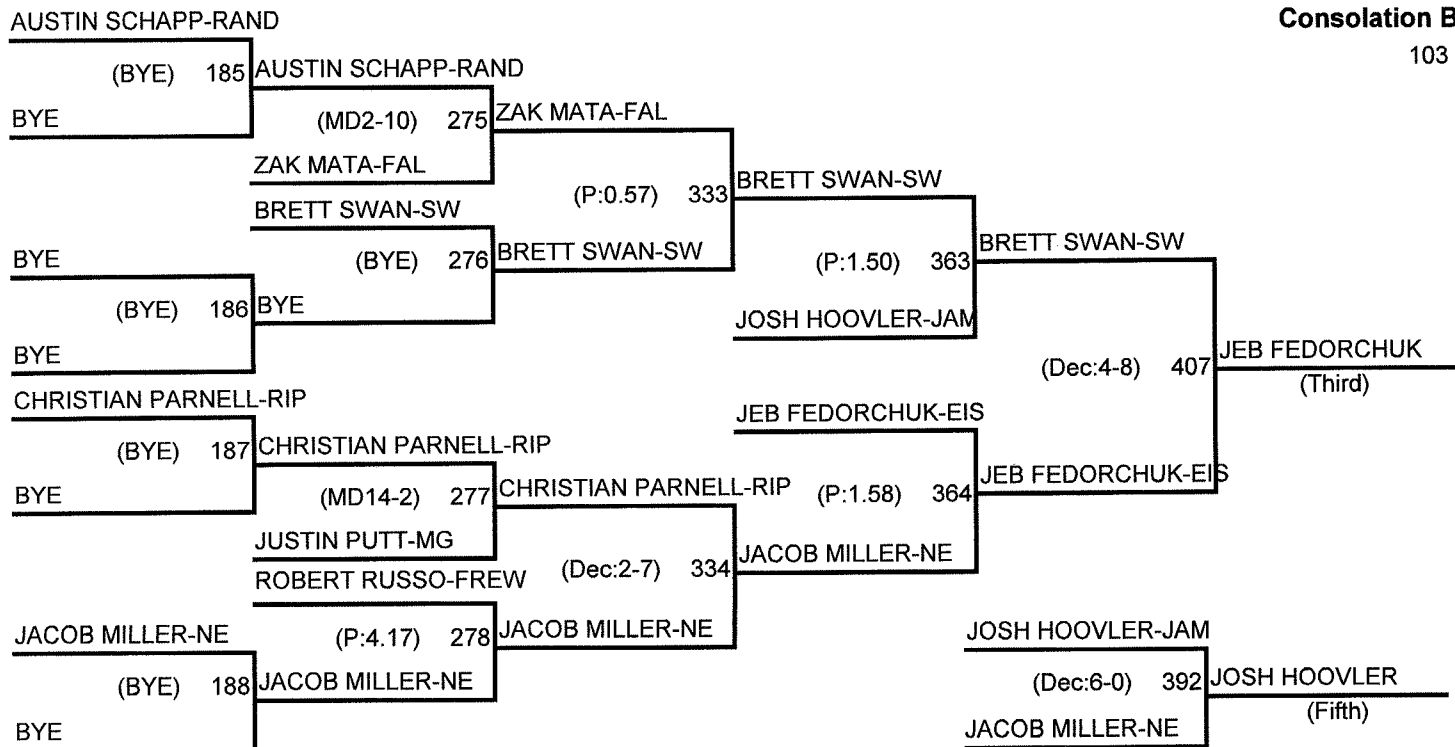 Consolation B
103
AUSTIN SCHAPP-RAND
(BYE) 185
BYE
AUSTIN SCHAPP-RAND
(MD2-10) 275
ZAK MATA-FAL
ZAK MATA-FAL
BRETT SWAN-SW
(BYE) 276
BYE
(BYE) 186
BYE
BYE
BRETT SWAN-SW
(P:0.57) 333
BRETT SWAN-SW
(P:1.50) 363
JOSH HOOVLER-JAM
BRETT SWAN-SW
(Dec:4-8) 407
JEB FEDORCHUK
(Third)
CHRISTIAN PARNELL-RIP
(BYE) 187
BYE
CHRISTIAN PARNELL-RIP
(MD14-2) 277
JUSTIN PUTT-MG
CHRISTIAN PARNELL-RIP
(Dec:2-7) 334
ROBERT RUSSO-FREW
(P:4.17) 278
JACOB MILLER-NE
JACOB MILLER-NE
(BYE) 188
BYE
JACOB MILLER-NE
JEB FEDORCHUK-EIS
(P:1.58) 364
JACOB MILLER-NE
JEB FEDORCHUK-EIS
JOSH HOOVLER-JAM
(Dec:6-0) 392
JACOB MILLER-NE
JOSH HOOVLER
(Fifth)